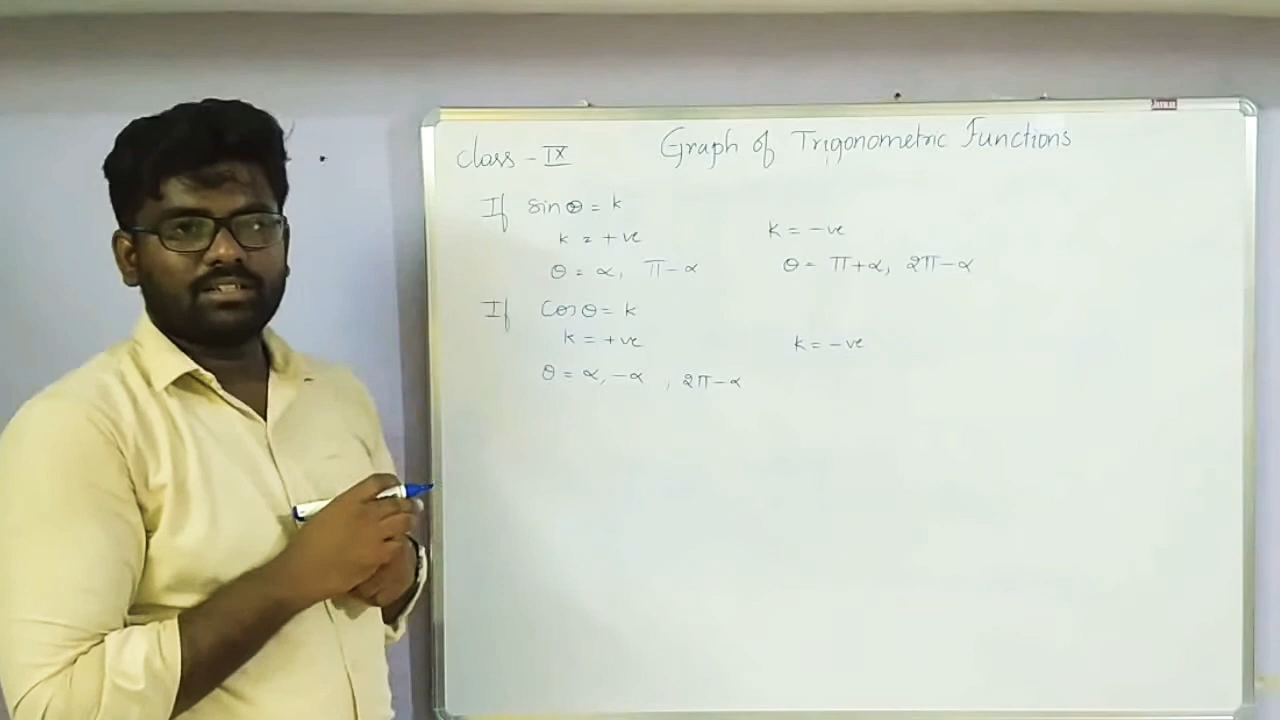 Class - IX
Graph of Trigonometric Functions
If sin θ = k
k = +ve
k = -ve
θ = α, π-α
θ = π+α, 2π-α
If Cos θ = k
k = +ve
k = -ve
θ = α, -α , 2π-α